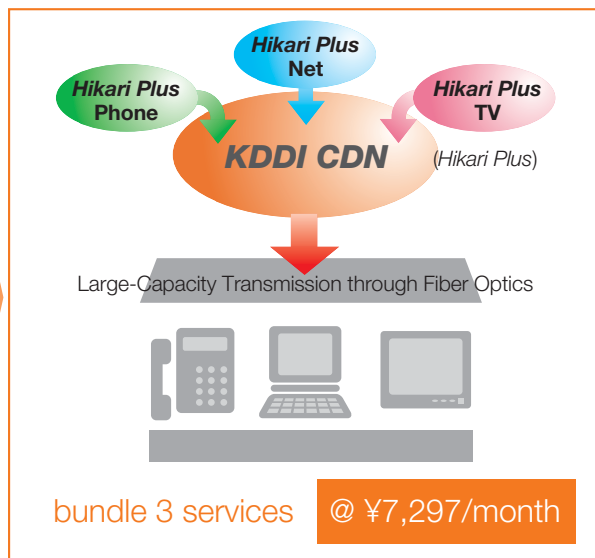 Hikari Plus
Net
Hikari Plus
Phone
Hikari Plus
TV
KDDI CDN
(Hikari Plus)
Large-Capacity Transmission through Fiber Optics
bundle 3 services
@ ¥7,297/month